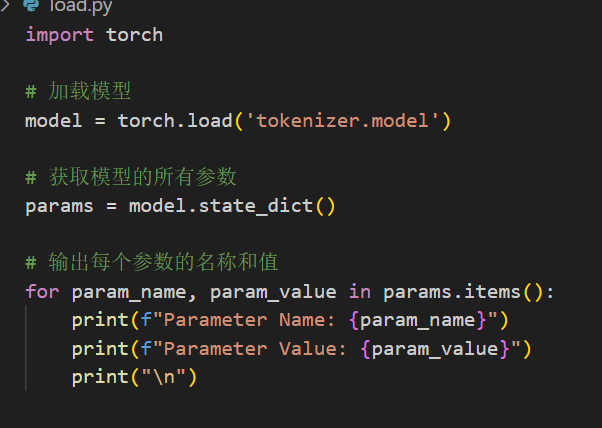 load.py
import torch
# 加载模型
model = torch.load('tokenizer.model')
# 获取模型的所有参数
params = model.state_dict()
# 输出每个参数的名称和值
for param_name, param_value in params.items():
    print(f"Parameter Name: {param_name}")
    print(f"Parameter Value: {param_value}")
    print("\n")